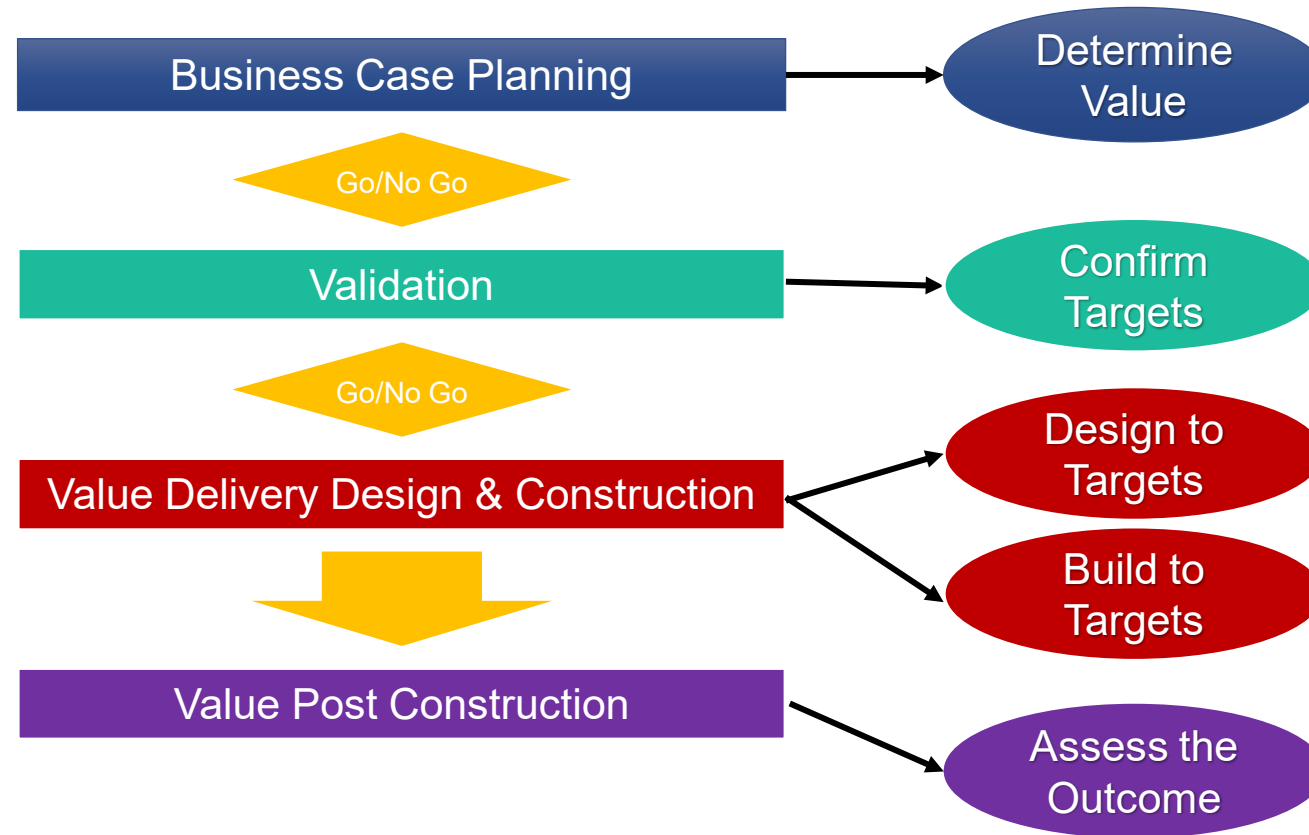 Business Case Planning
Determine
Value
Go/No Go
Validation
Confirm
Targets
Go/No Go
Value Delivery Design & Construction
Design to
Targets
Build to
Targets
Value Post Construction
Assess the
Outcome